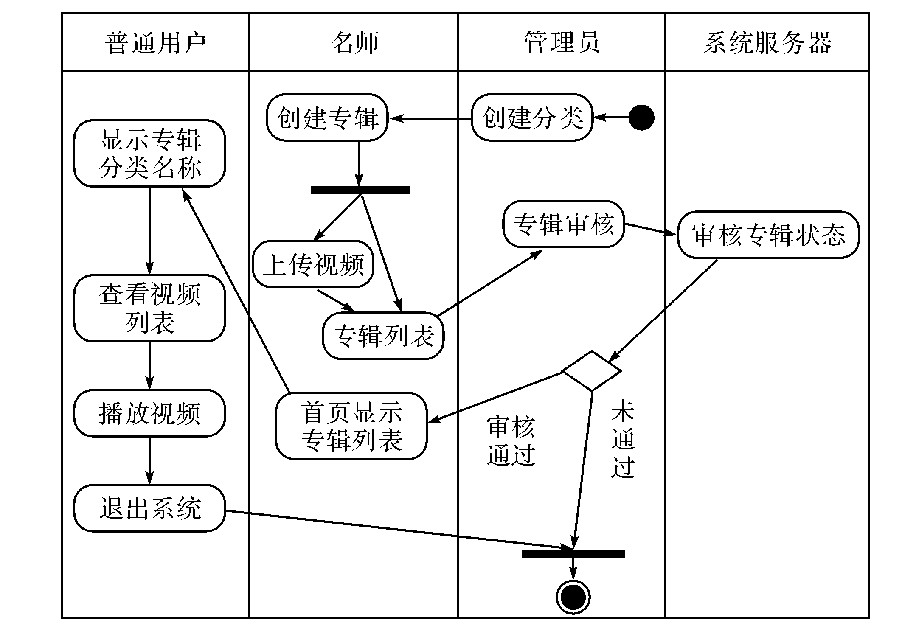 普通用户
名师
管理员
系统服务器
创建专辑
创建分类
显示专辑
分类名称
专辑审核
审核专辑状态
上传视频
查看视频
列表
专辑列表
播放视频
首页显示
专辑列表
审核
通过
未
通
过
退出系统